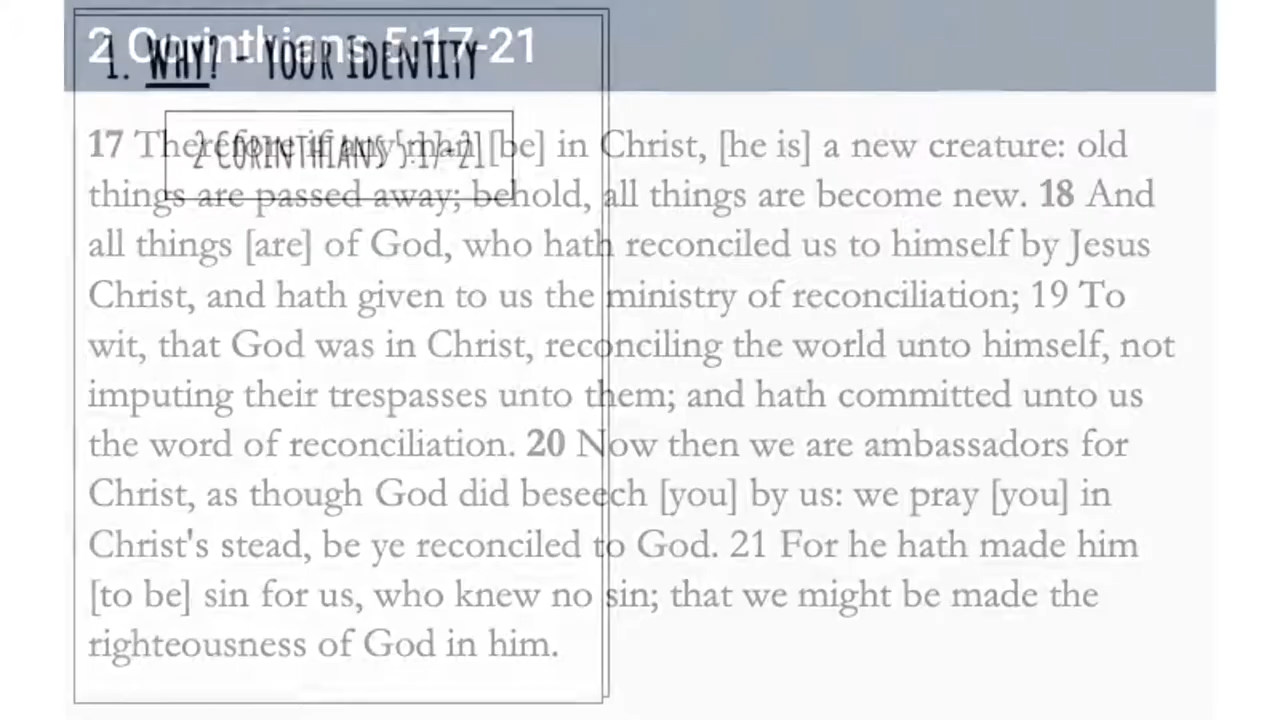 2 Corinthians 5:17-21
1. WHY? - YOUR IDENTITY
2 CORINTHIANS 5:17-21
17 Therefore if any man [be] in Christ, [he is] a new creature: old
things are passed away; behold, all things are become new. 18 And
all things [are] of God, who hath reconciled us to himself by Jesus
Christ, and hath given to us the ministry of reconciliation; 19 To
wit, that God was in Christ, reconciling the world unto himself, not
imputing their trespasses unto them; and hath committed unto us
the word of reconciliation. 20 Now then we are ambassadors for
Christ, as though God did beseech [you] by us: we pray [you] in
Christ's stead, be ye reconciled to God. 21 For he hath made him
[to be] sin for us, who knew no sin; that we might be made the
righteousness of God in him.